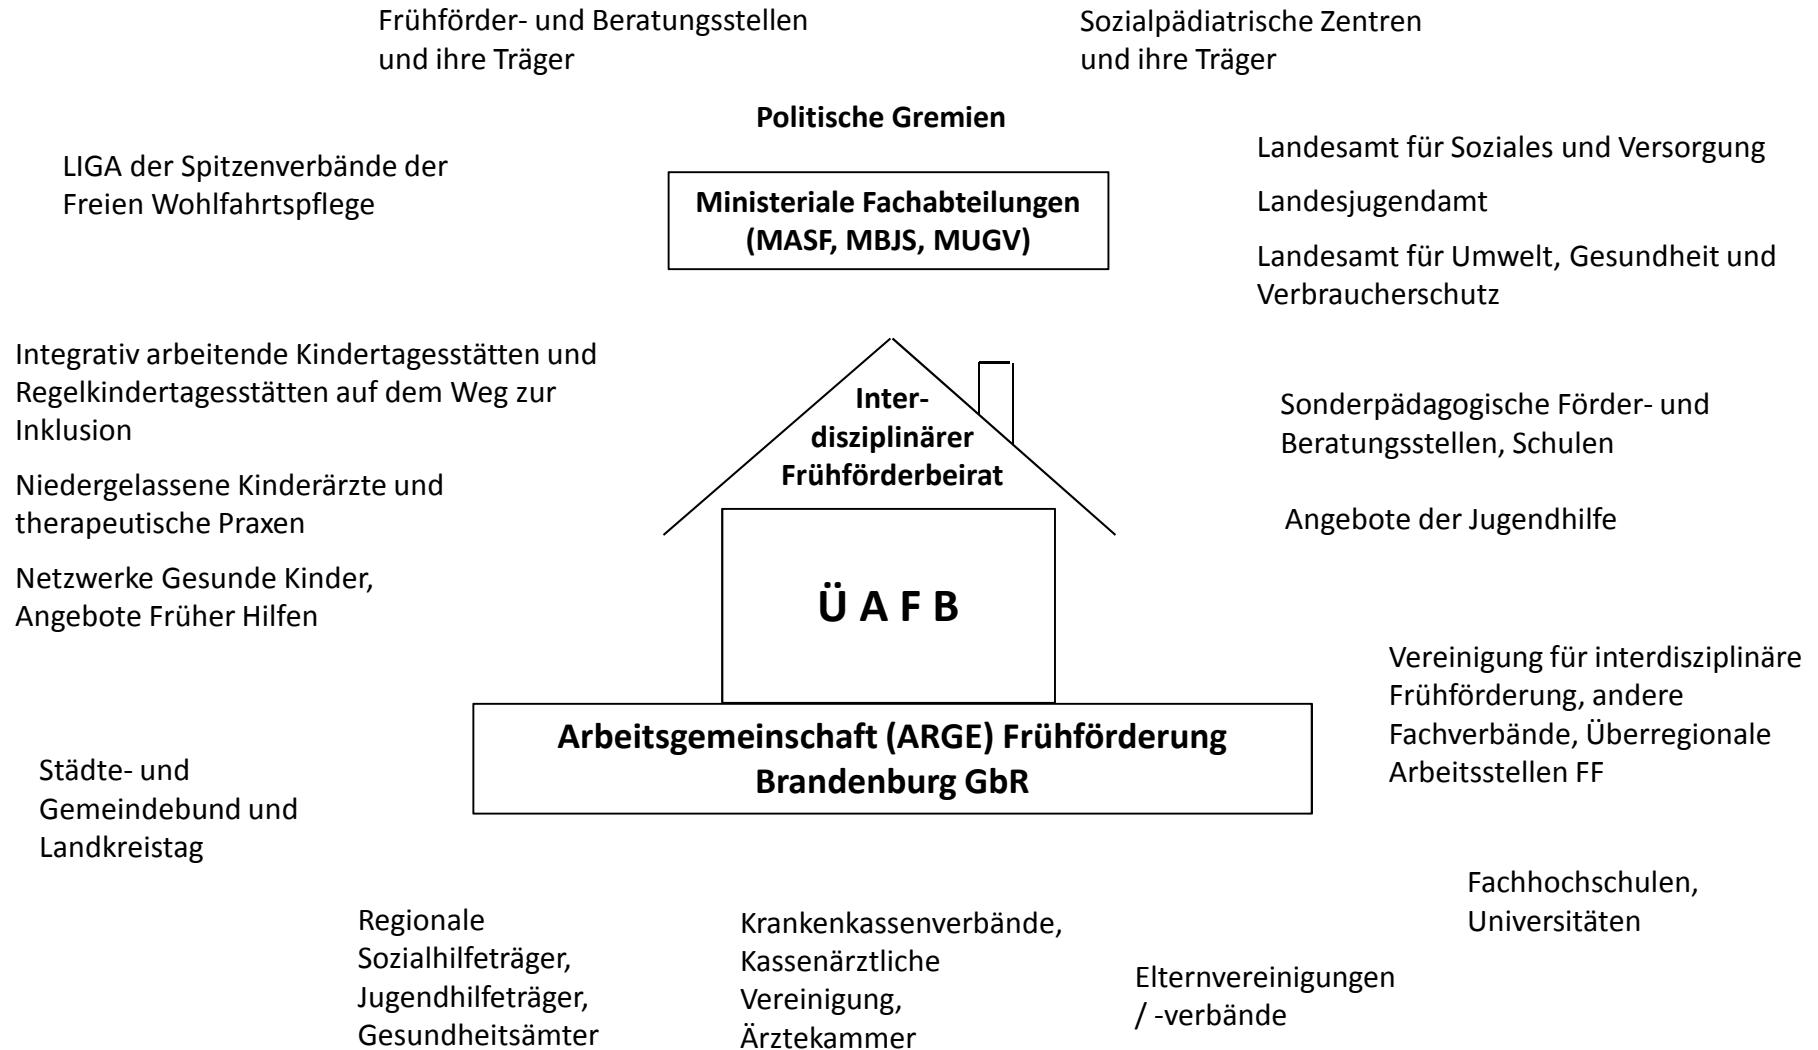 Frühförder- und Beratungsstellen
und ihre Träger
Sozialpädiatrische Zentren
und ihre Träger
Politische Gremien
LIGA der Spitzenverbände der
Freien Wohlfahrtspflege
Ministeriale Fachabteilungen
(MASF, MBJS, MUGV)
Landesamt für Soziales und Versorgung
Landesjugendamt
Landesamt für Umwelt, Gesundheit und
Verbraucherschutz
Integrativ arbeitende Kindertagesstätten und
Regelkindertagesstätten auf dem Weg zur
Inklusion
Niedergelassene Kinderärzte und
therapeutische Praxen
Netzwerke Gesunde Kinder,
Angebote Früher Hilfen
Inter-
disziplinärer
Frühförderbeirat
Sonderpädagogische Förder- und
Beratungsstellen, Schulen
Angebote der Jugendhilfe
Ü A F B
Arbeitsgemeinschaft (ARGE) Frühförderung
Brandenburg GbR
Vereinigung für interdisziplinäre
Frühförderung, andere
Fachverbände, Überregionale
Arbeitsstellen FF
Städte- und
Gemeindebund und
Landkreistag
Regionale
Sozialhilfeträger,
Jugendhilfeträger,
Gesundheitsämter
Krankenkassenverbände,
Kassenärztliche
Vereinigung,
Ärztekammer
Elternvereinigungen
/ -verbände
Fachhochschulen,
Universitäten